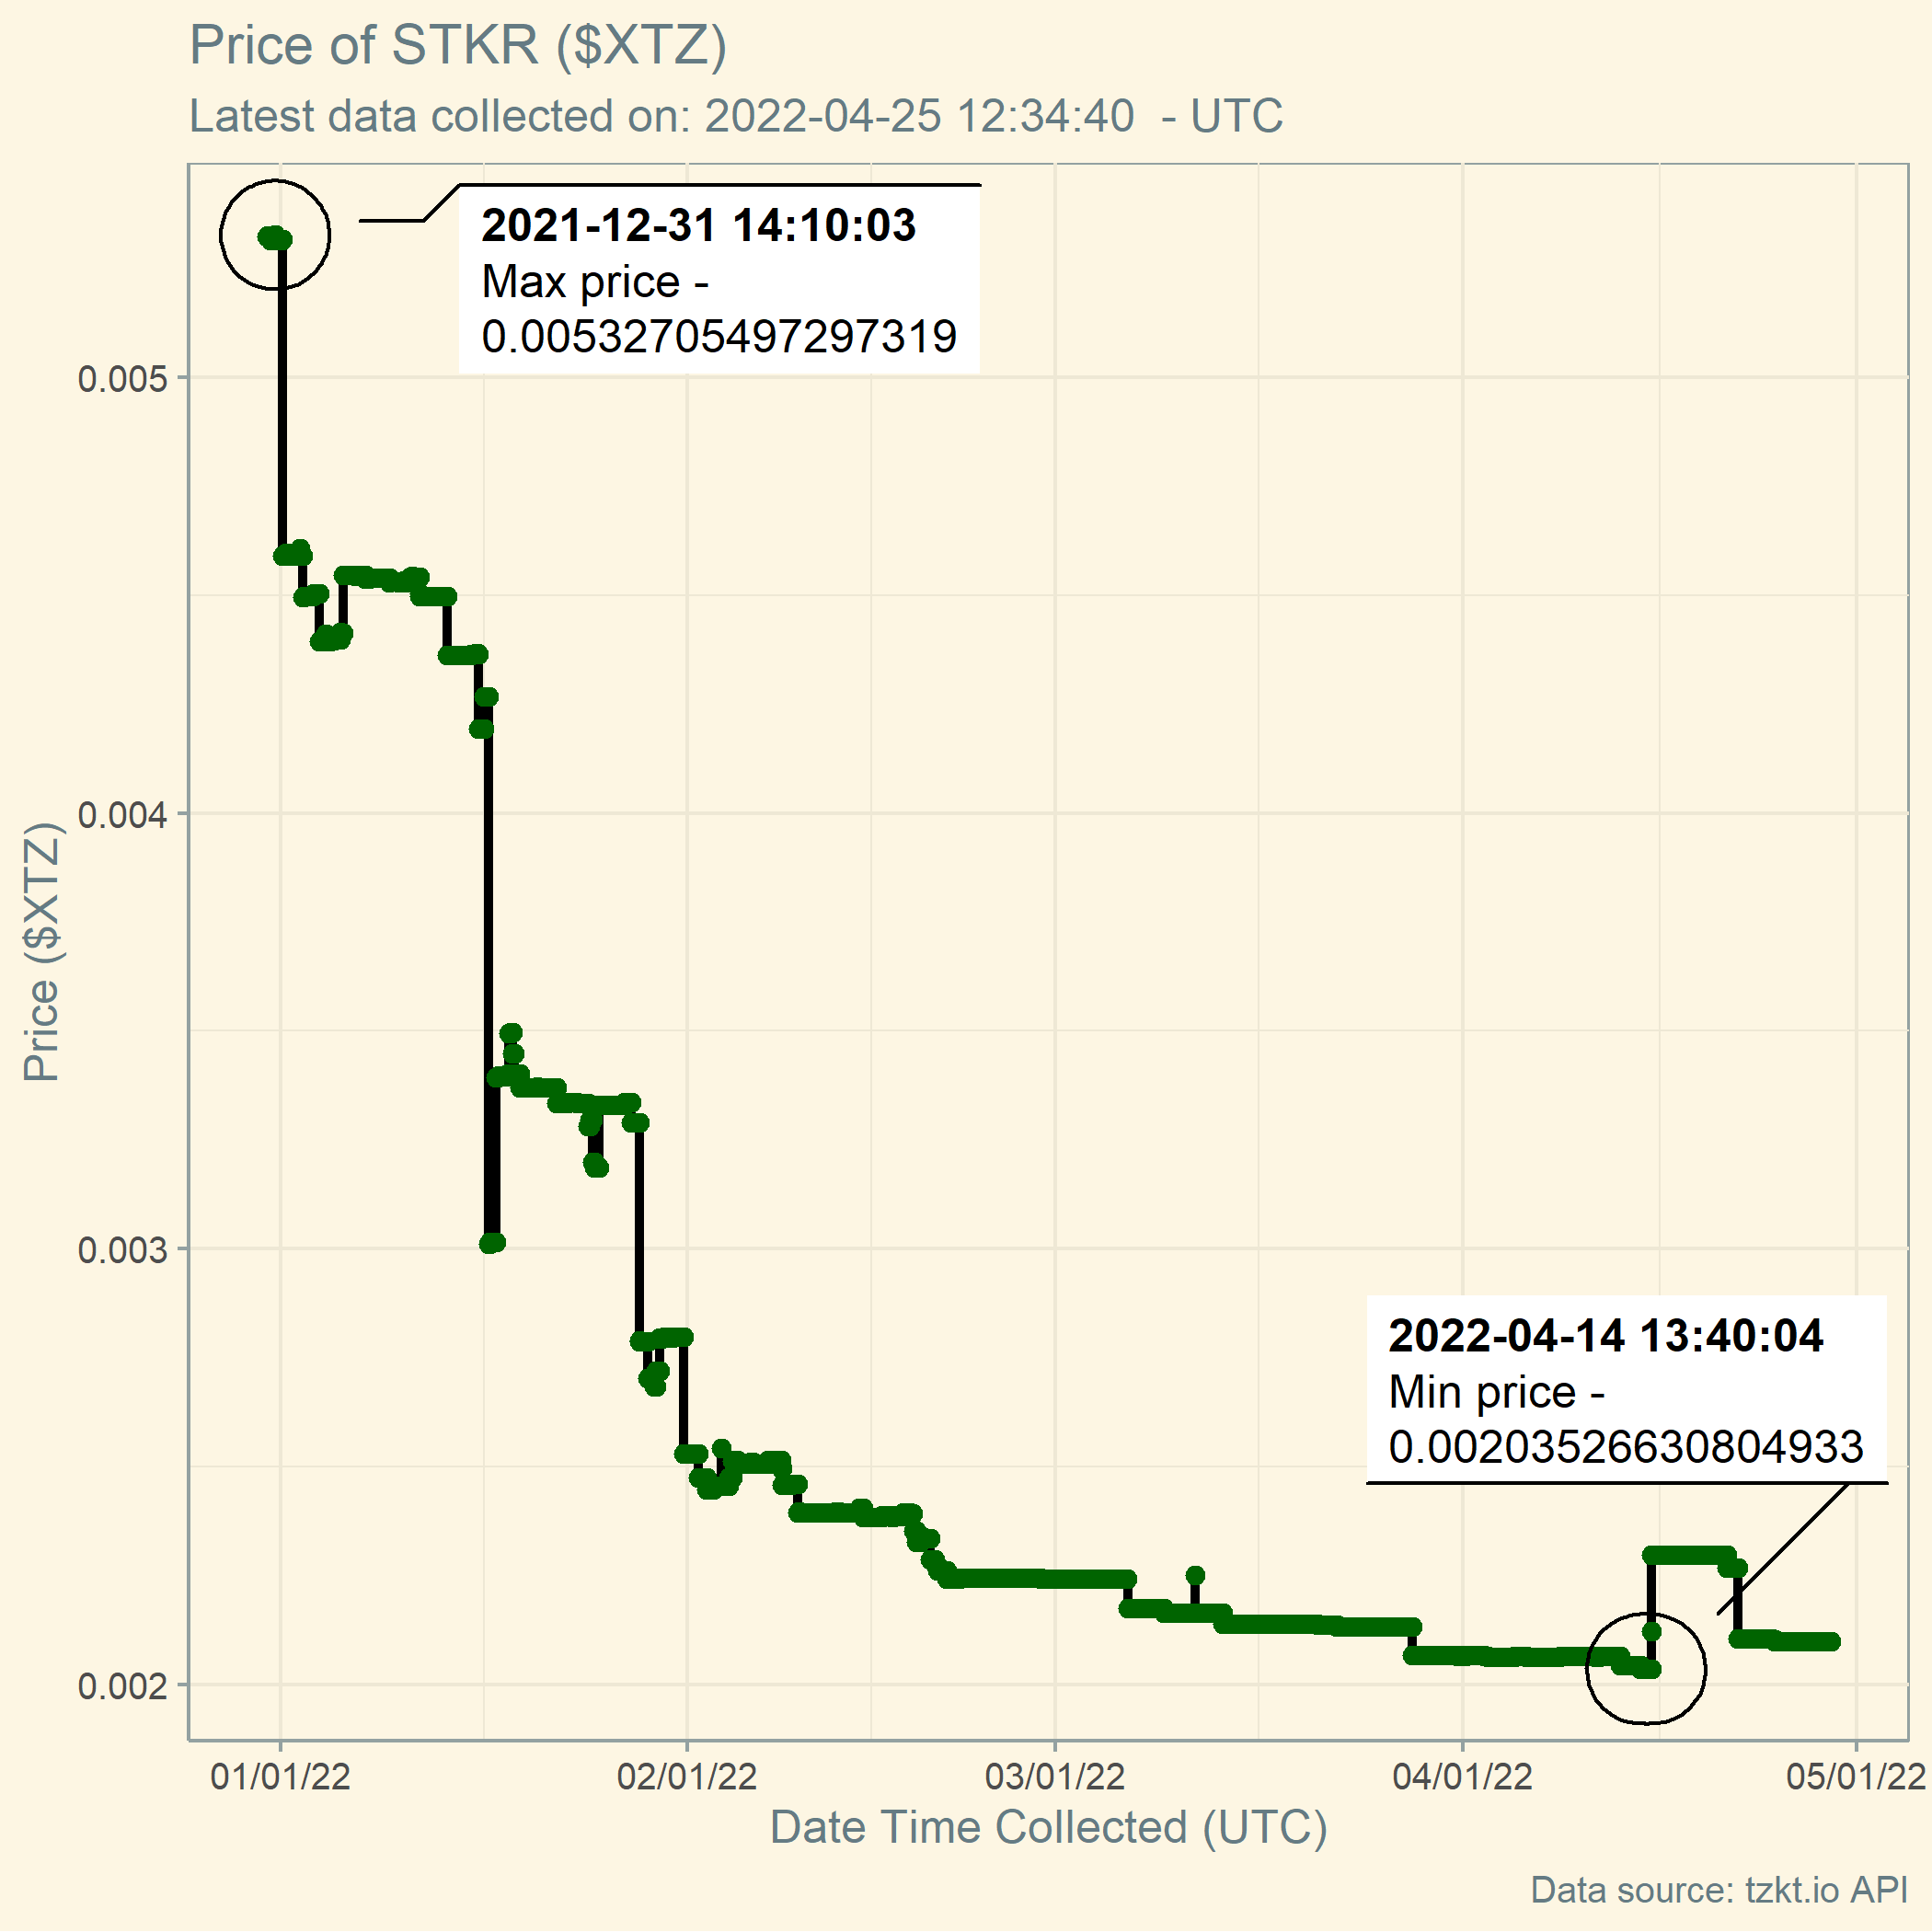 Price of STKR ($XTZ)
Latest data collected on: 2022-04-25 12:34:40  - UTC
2021-12-31 14:10:03
Max price -
0.00532705497297319
0.005
0.004
0.003
0.002
Price ($XTZ)
2022-04-14 13:40:04
Min price -
0.00203526630804933
01/01/22
02/01/22
03/01/22
04/01/22
05/01/22
Date Time Collected (UTC)
Data source: tzkt.io API